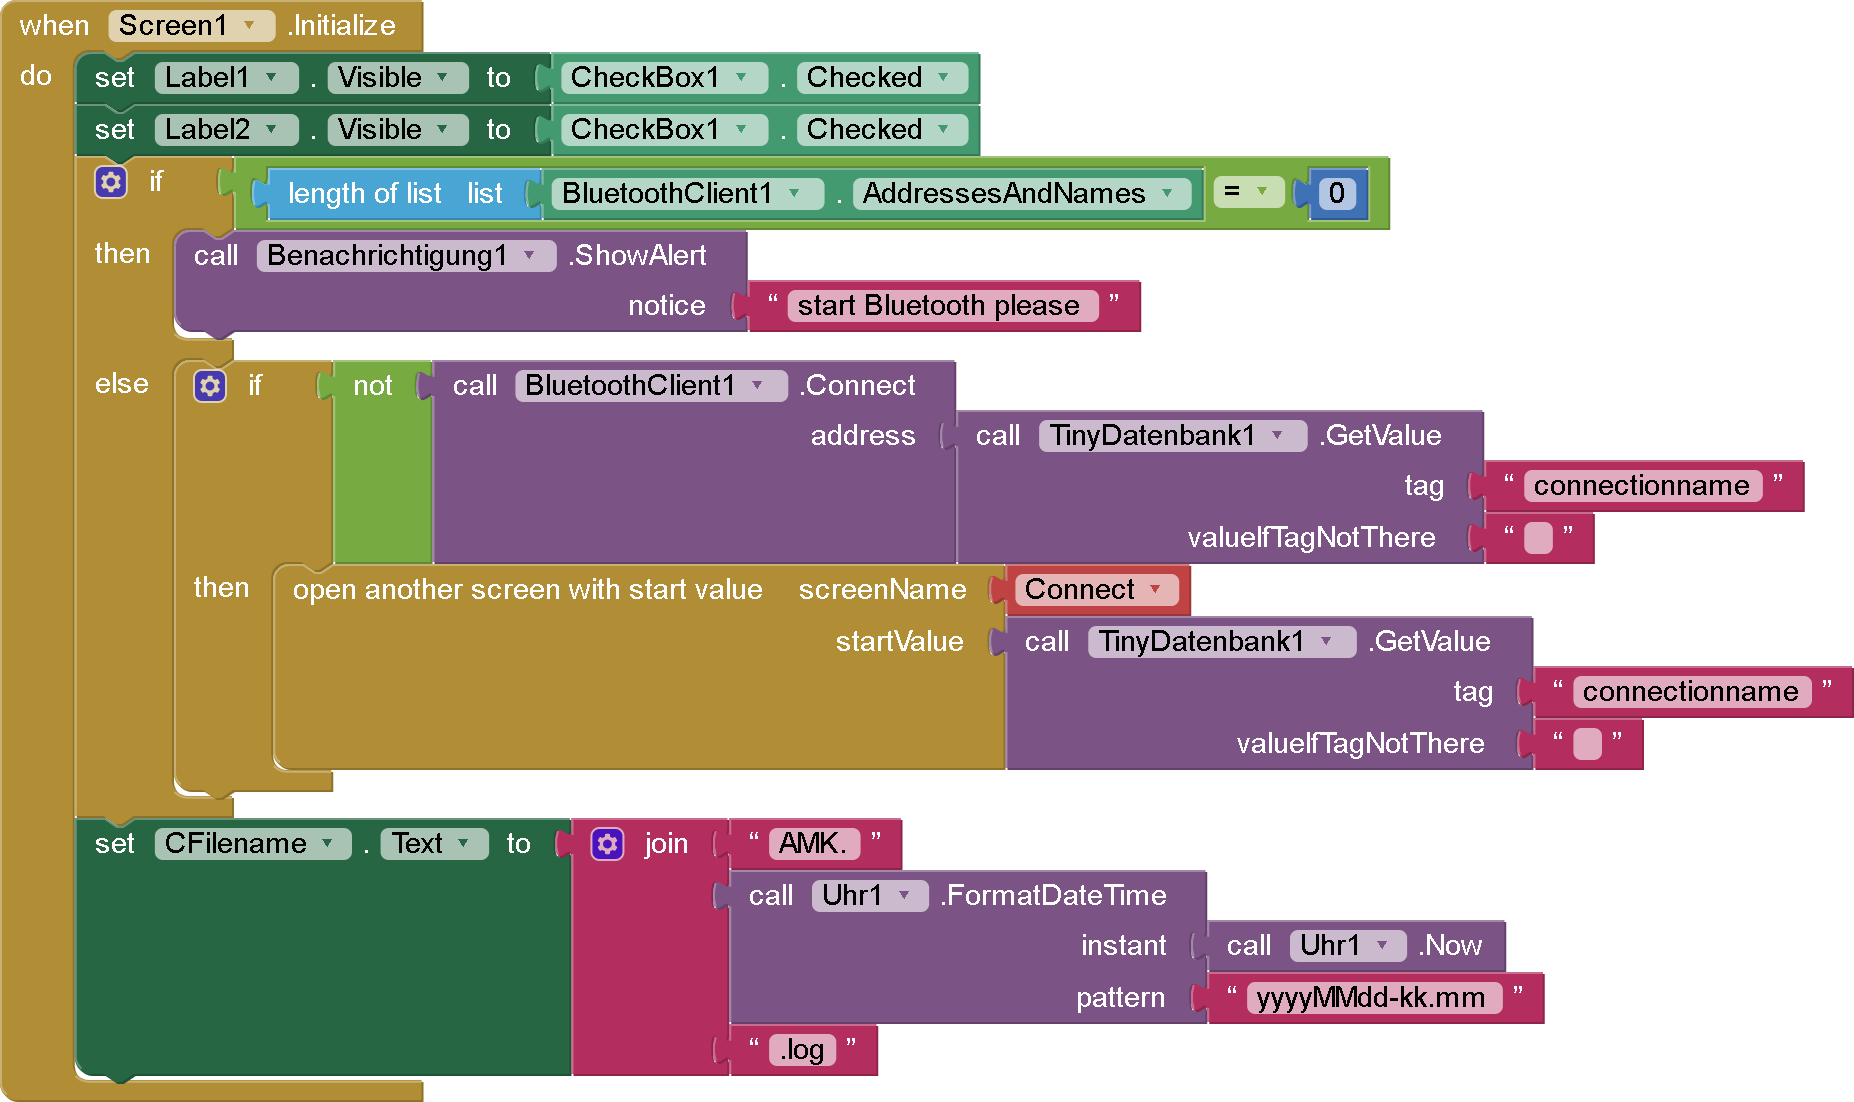 when Screen1 .Initialize
do set Label1 . Visible to CheckBox1 . Checked
set Label2 . Visible to CheckBox1 . Checked
if length of list list BluetoothClient1 . AddressesAndNames = 0
then call Benachrichtigung1 .ShowAlert
notice “ start Bluetooth please ”
else if not call BluetoothClient1 .Connect
address call TinyDatenbank1 .GetValue
tag “ connectionname ”
valueIfTagNotThere “ ”
then open another screen with start value screenName Connect
startValue call TinyDatenbank1 .GetValue
tag “ connectionname ”
valueIfTagNotThere “ ”
set CFilename . Text to join “ AMK. ”
call Uhr1 .FormatDateTime
instant call Uhr1 .Now
pattern “ yyyyMMdd-kk.mm ”
“ .log ”